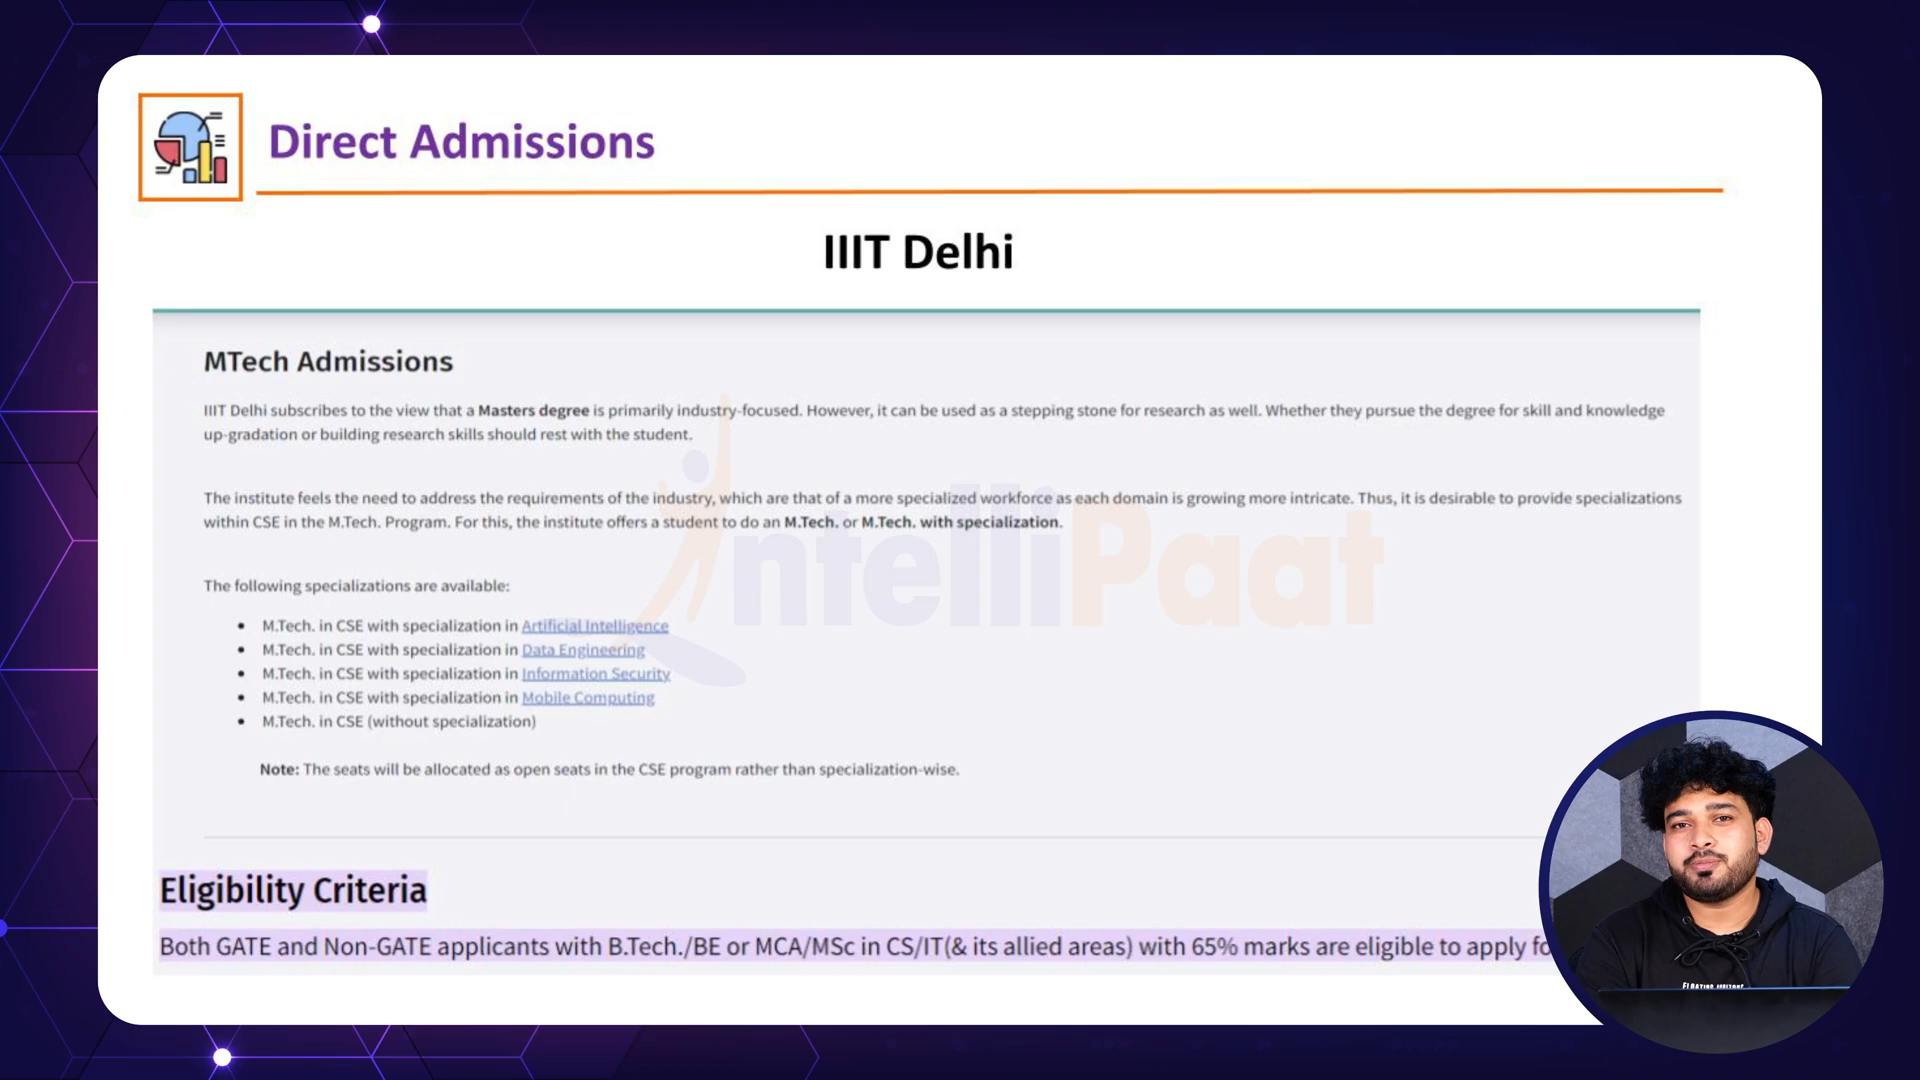 Direct Admissions
IIIT Delhi
MTech Admissions
IIIT Delhi subscribes to the view that a Masters degree is primarily industry-focused. However, it can be used as a stepping stone for research as well. Whether they pursue the degree for skill and knowledge
up-gradation or building research skills should rest with the student.
The institute feels the need to address the requirements of the industry, which are that of a more specialized workforce as each domain is growing more intricate. Thus, it is desirable to provide specializations
within CSE in the M.Tech. Program. For this, the institute offers a student to do an M.Tech. or M.Tech. with specialization.
IntelliPaat
The following specializations are available:
• M.Tech. in CSE with specialization in Artificial Intelligence
• M.Tech. in CSE with specialization in Data Engineering
• M.Tech. in CSE with specialization in Information Security
• M.Tech. in CSE with specialization in Mobile Computing
• M.Tech. in CSE (without specialization)
Note: The seats will be allocated as open seats in the CSE program rather than specialization-wise.
Eligibility Criteria
Both GATE and Non-GATE applicants with B.Tech./BE or MCA/MSc in CS/IT(& its allied areas) with 65% marks are eligible to apply